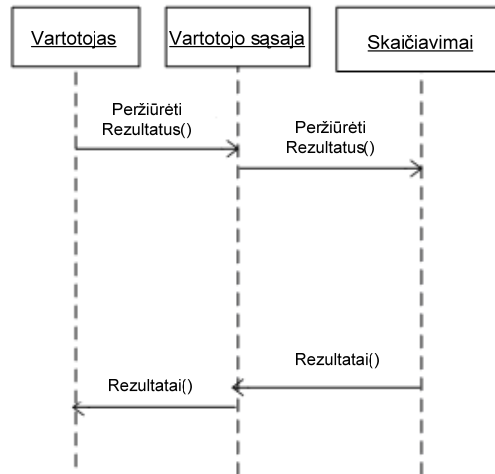 Vartotojas
Vartotojo sąsaja
Skaičiavimai
Peržiūrėti
Rezultatus()
Peržiūrėti
Rezultatus()
Rezultatai()
Rezultatai()